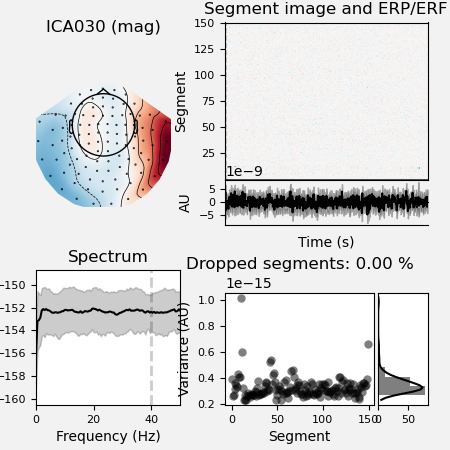 ICA030 (mag)
Segment image and ERP/ERF
150
125
100
75
50
25
Segment
1e−9
5
0
−5
AU
Time (s)
Spectrum
−150
−152
−154
−156
−158
−160
0 20 40
Frequency (Hz)
Dropped segments: 0.00 %
1e−15
1.0
0.8
0.6
0.4
0.2
Variance (AU)
0 50 100 150
Segment
0 50